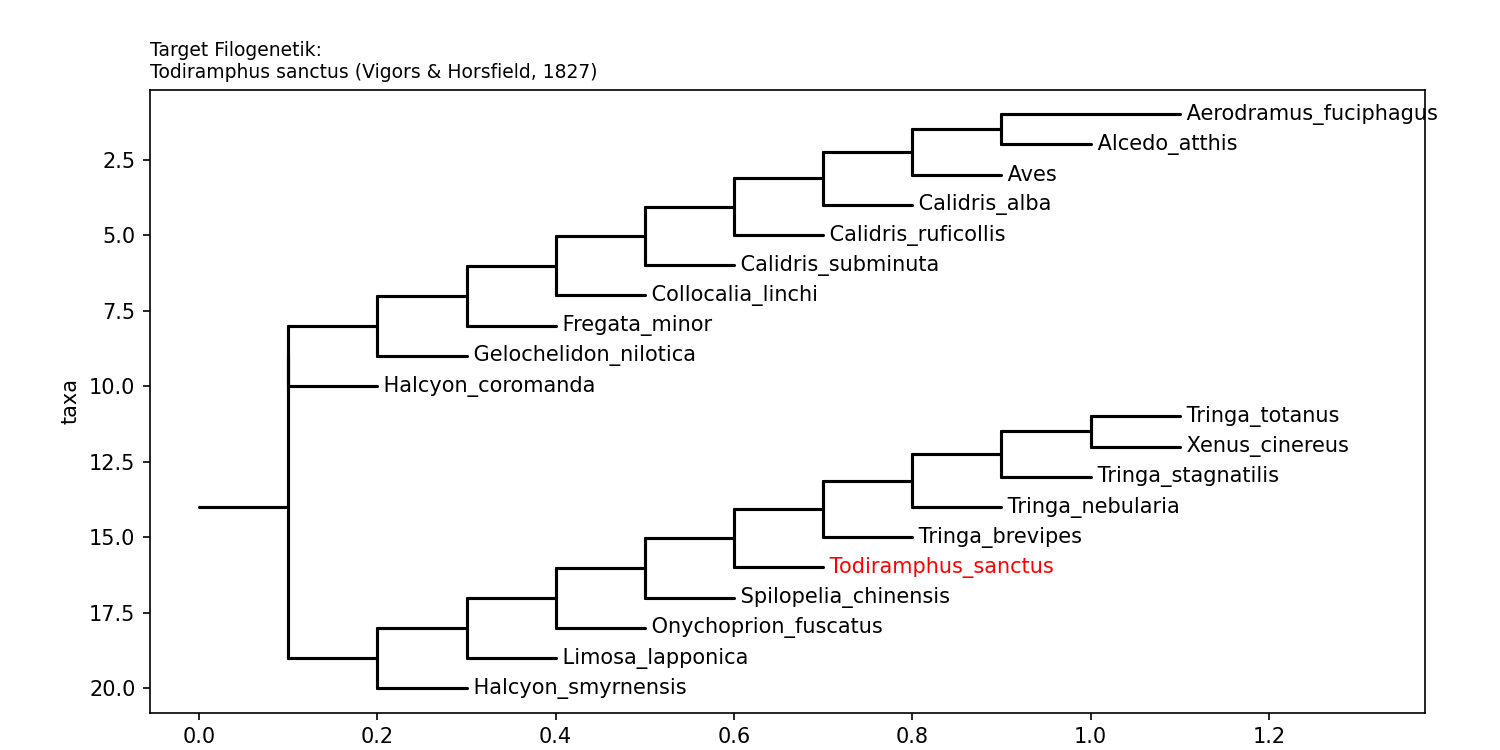 Target Filogenetik:
Todiramphus sanctus (Vigors & Horsfield, 1827)
Aerodramus_fuciphagus
Alcedo_atthis
2.5
Aves
Calidris_alba
5.0
Calidris_ruficollis
Calidris_subminuta
Collocalia_linchi
7.5
Fregata_minor
Gelochelidon_nilotica
10.0
Halcyon_coromanda
taxa
Tringa_totanus
Xenus_cinereus
12.5
Tringa_stagnatilis
Tringa_nebularia
15.0
Tringa_brevipes
Todiramphus_sanctus
Spilopelia_chinensis
17.5
Onychoprion_fuscatus
Limosa_lapponica
20.0
Halcyon_smyrnensis
0.0 0.2 0.4 0.6 0.8 1.0 1.2